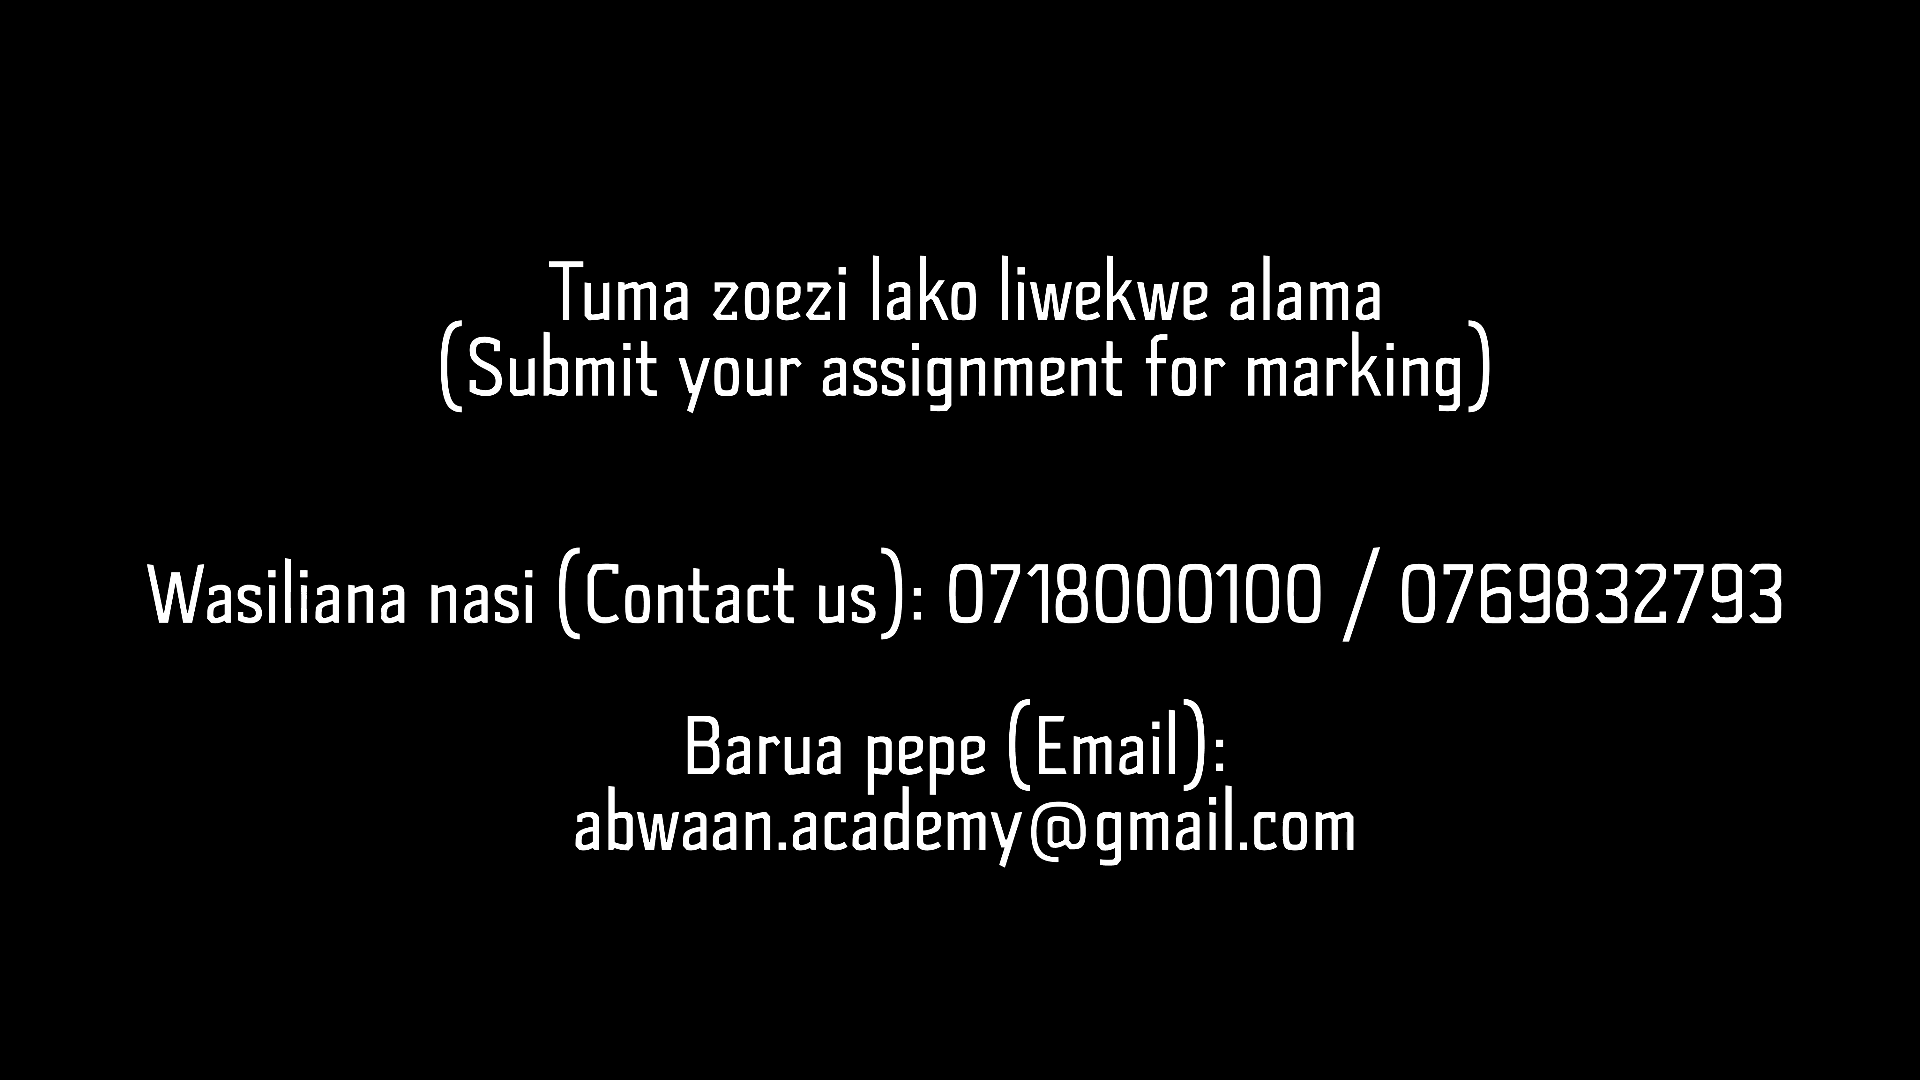 Tuma zoezi lako liwekwe alama
(Submit your assignment for marking)
Wasiliana nasi (Contact us): 0718000100 / 0769832793
Barua pepe (Email):
abwaan.academy@gmail.com